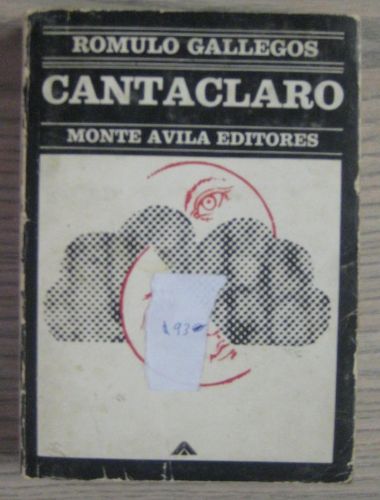 ROMULO GALLEGOS
CANTACLARO
MONTE AVILA EDITORES